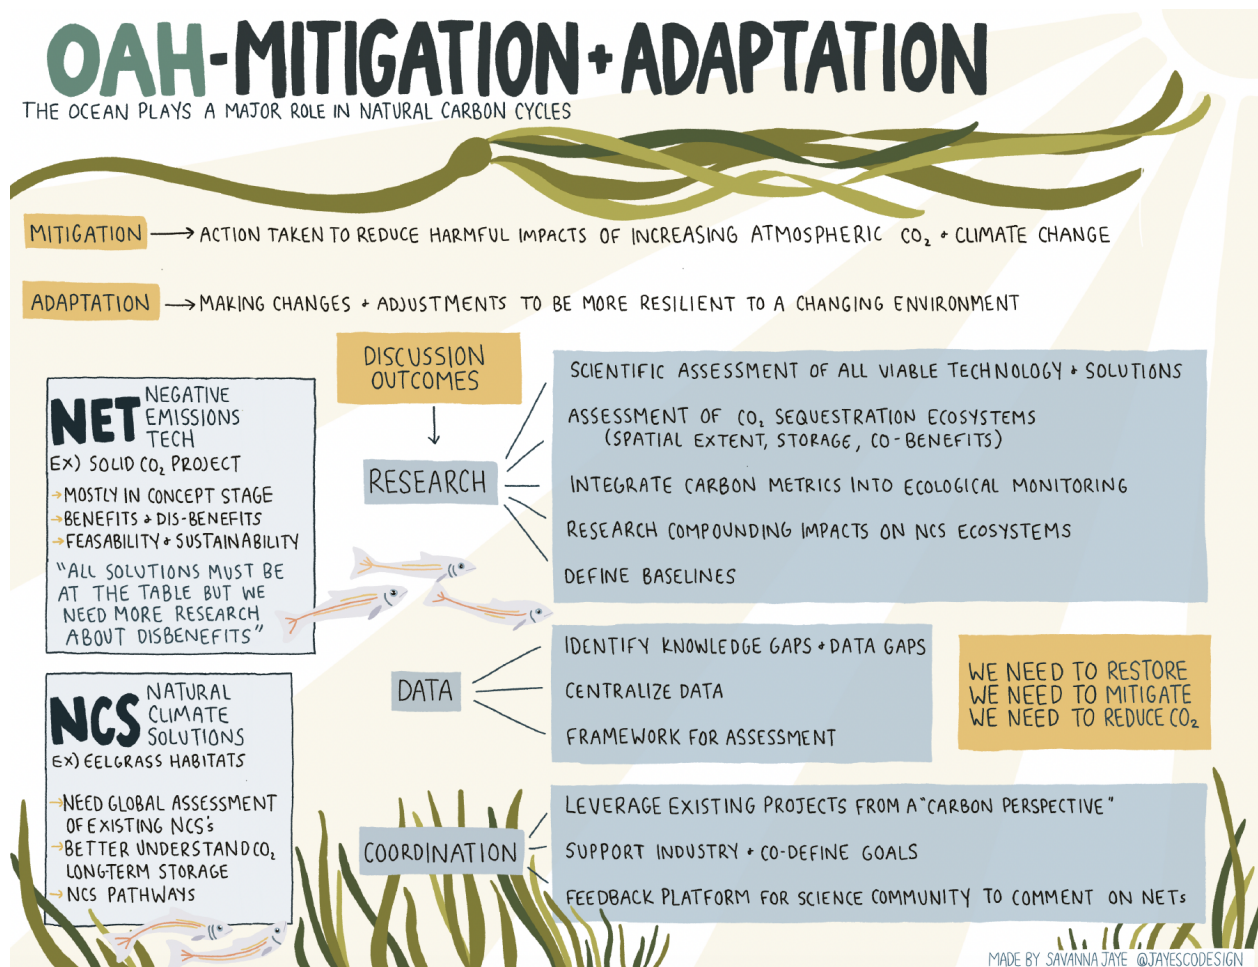 OAH-MITIGATION+ADAPTATION
THE OCEAN PLAYS A MAJOR ROLE IN NATURAL CARBON CYCLES
MITIGATION → ACTION TAKEN TO REDUCE HARMFUL IMPACTS OF INCREASING ATMOSPHERIC CO₂ + CLIMATE CHANGE
ADAPTATION → MAKING CHANGES + ADJUSTMENTS TO BE MORE RESILIENT TO A CHANGING ENVIRONMENT
NET NEGATIVE
EMISSIONS
TECH
EX) SOLID CO₂ PROJECT
→MOSTLY IN CONCEPT STAGE
→BENEFITS + DIS-BENEFITS
→FEASABILITY + SUSTAINABILITY
"ALL SOLUTIONS MUST BE
AT THE TABLE BUT WE
NEED MORE RESEARCH
ABOUT DISBENEFITS"
NCS NATURAL
CLIMATE
SOLUTIONS
EX) EELGRASS HABITATS
→NEED GLOBAL ASSESSMENT
OF EXISTING NCS's
→BETTER UNDERSTAND CO₂
LONG-TERM STORAGE
→NCS PATHWAYS
DISCUSSION
OUTCOMES
RESEARCH
SCIENTIFIC ASSESSMENT OF ALL VIABLE TECHNOLOGY + SOLUTIONS
ASSESSMENT OF CO₂ SEQUESTRATION ECOSYSTEMS
(SPATIAL EXTENT, STORAGE, CO-BENEFITS)
INTEGRATE CARBON METRICS INTO ECOLOGICAL MONITORING
RESEARCH COMPOUNDING IMPACTS ON NCS ECOSYSTEMS
DEFINE BASELINES
DATA
IDENTIFY KNOWLEDGE GAPS + DATA GAPS
CENTRALIZE DATA
FRAMEWORK FOR ASSESSMENT
WE NEED TO RESTORE
WE NEED TO MITIGATE
WE NEED TO REDUCE CO₂
COORDINATION
LEVERAGE EXISTING PROJECTS FROM A "CARBON PERSPECTIVE"
SUPPORT INDUSTRY + CO-DEFINE GOALS
FEEDBACK PLATFORM FOR SCIENCE COMMUNITY TO COMMENT ON NETs
MADE BY SAVANNA JAYE @JAYESCODESIGN